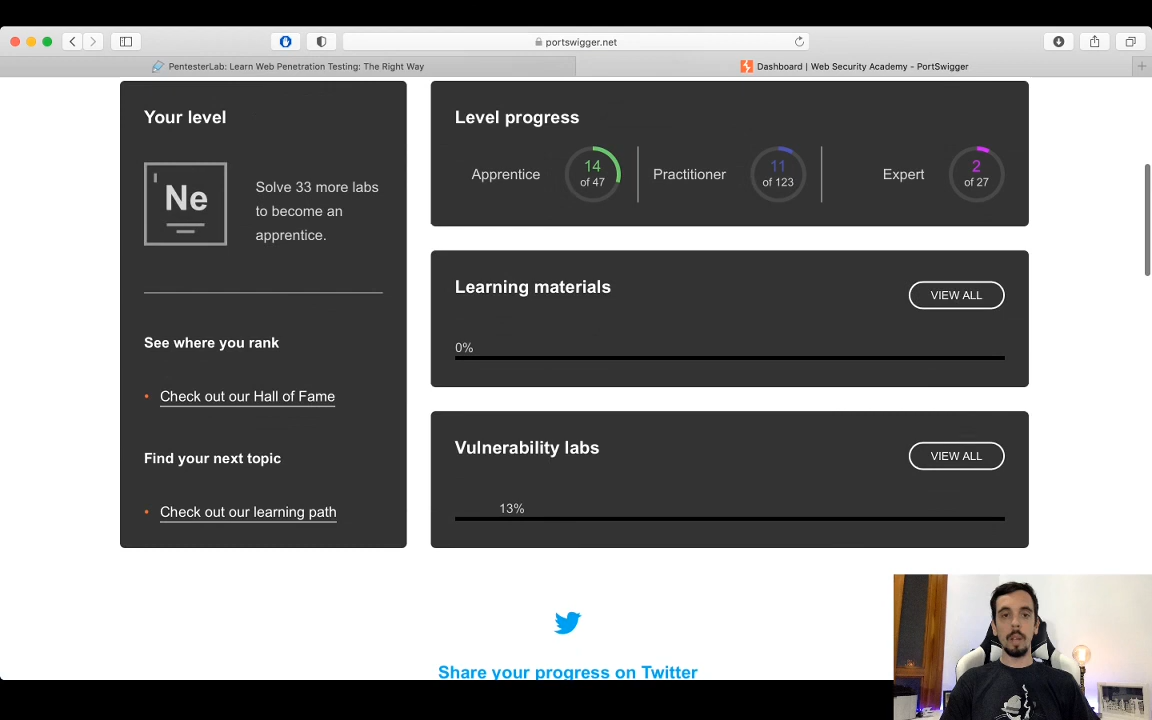 portswigger.net
PentesterLab: Learn Web Penetration Testing: The Right Way
Dashboard | Web Security Academy - PortSwigger
Your level
Ne
Solve 33 more labs
to become an
apprentice.
See where you rank
• Check out our Hall of Fame
Find your next topic
• Check out our learning path
Level progress
Apprentice
14
of 47
Practitioner
11
of 123
Expert
2
of 27
Learning materials
VIEW ALL
0%
Vulnerability labs
VIEW ALL
13%
Share your progress on Twitter